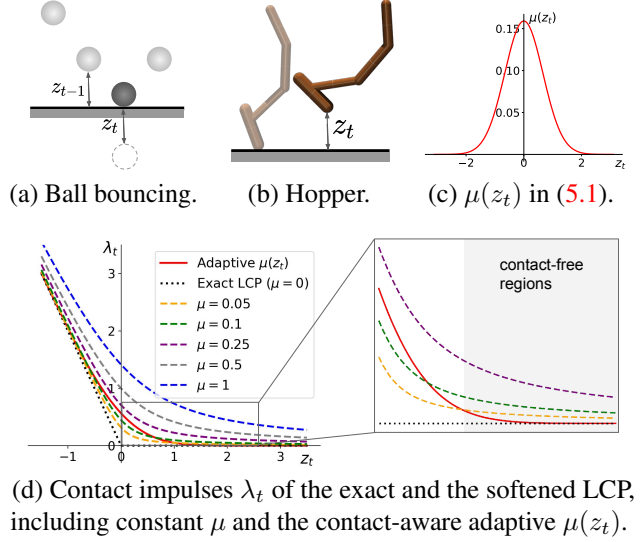 z_{t-1}
z_t
z_t
μ(z_t)
0.15
0.10
0.05
−2
0
2
z_t
(a) Ball bouncing.
(b) Hopper.
(c) μ(z_t) in (5.1).
λ_t
3
2
1
0
−1
0
1
2
3
z_t
Adaptive μ(z_t)
Exact LCP (μ = 0)
μ = 0.05
μ = 0.1
μ = 0.25
μ = 0.5
μ = 1
contact-free
regions
(d) Contact impulses λ_t of the exact and the softened LCP,
including constant μ and the contact-aware adaptive μ(z_t).